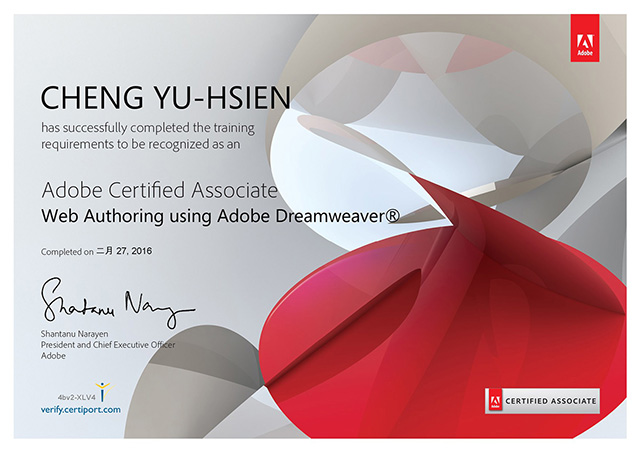 Adobe
CHENG YU-HSIEN
has successfully completed the training
requirements to be recognized as an
Adobe Certified Associate
Web Authoring using Adobe Dreamweaver®
Completed on 二月 27, 2016
Shantanu Narayen
Shantanu Narayen
President and Chief Executive Officer
Adobe
4bv2-XLV4
verify.certiport.com
Adobe
CERTIFIED ASSOCIATE